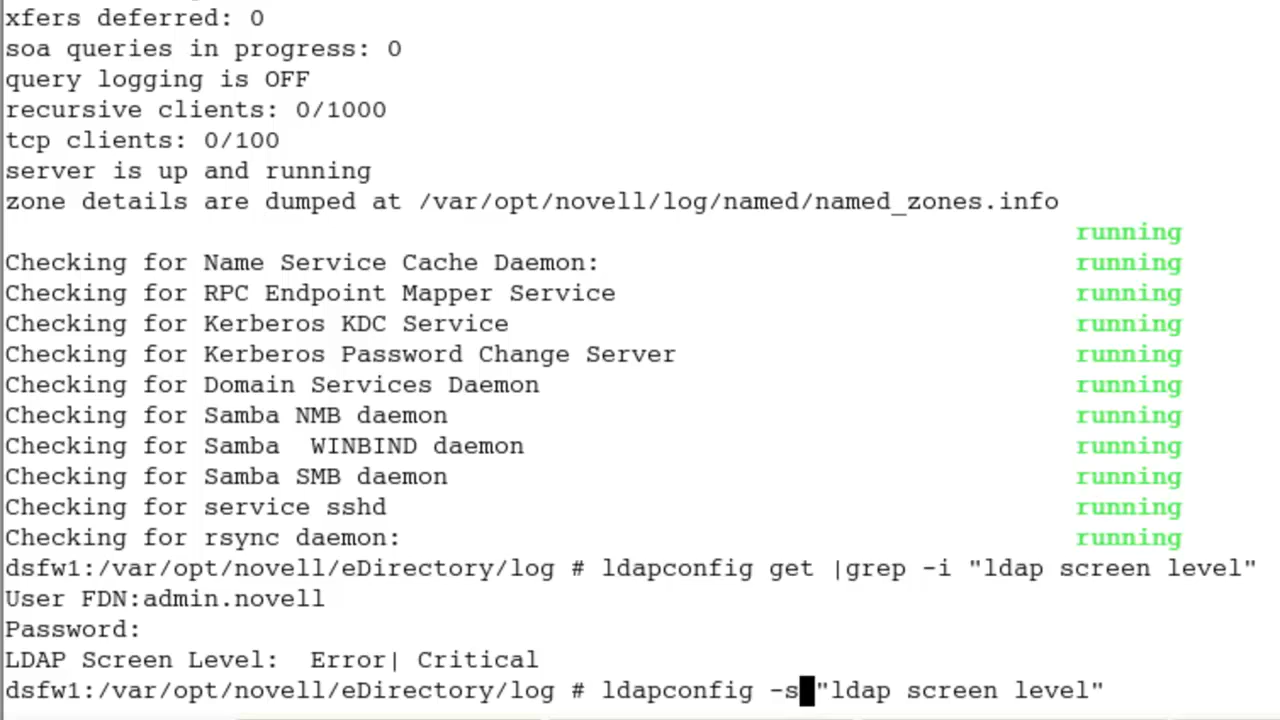 xfers deferred: 0
soa queries in progress: 0
query logging is OFF
recursive clients: 0/1000
tcp clients: 0/100
server is up and running
zone details are dumped at /var/opt/novell/log/named/named_zones.info
running
Checking for Name Service Cache Daemon: running
Checking for RPC Endpoint Mapper Service running
Checking for Kerberos KDC Service running
Checking for Kerberos Password Change Server running
Checking for Domain Services Daemon running
Checking for Samba NMB daemon running
Checking for Samba  WINBIND daemon running
Checking for Samba SMB daemon running
Checking for service sshd running
Checking for rsync daemon: running
dsfw1:/var/opt/novell/eDirectory/log # ldapconfig get |grep -i "ldap screen level"
User FDN:admin.novell
Password:
LDAP Screen Level:  Error| Critical
dsfw1:/var/opt/novell/eDirectory/log # ldapconfig -s "ldap screen level"